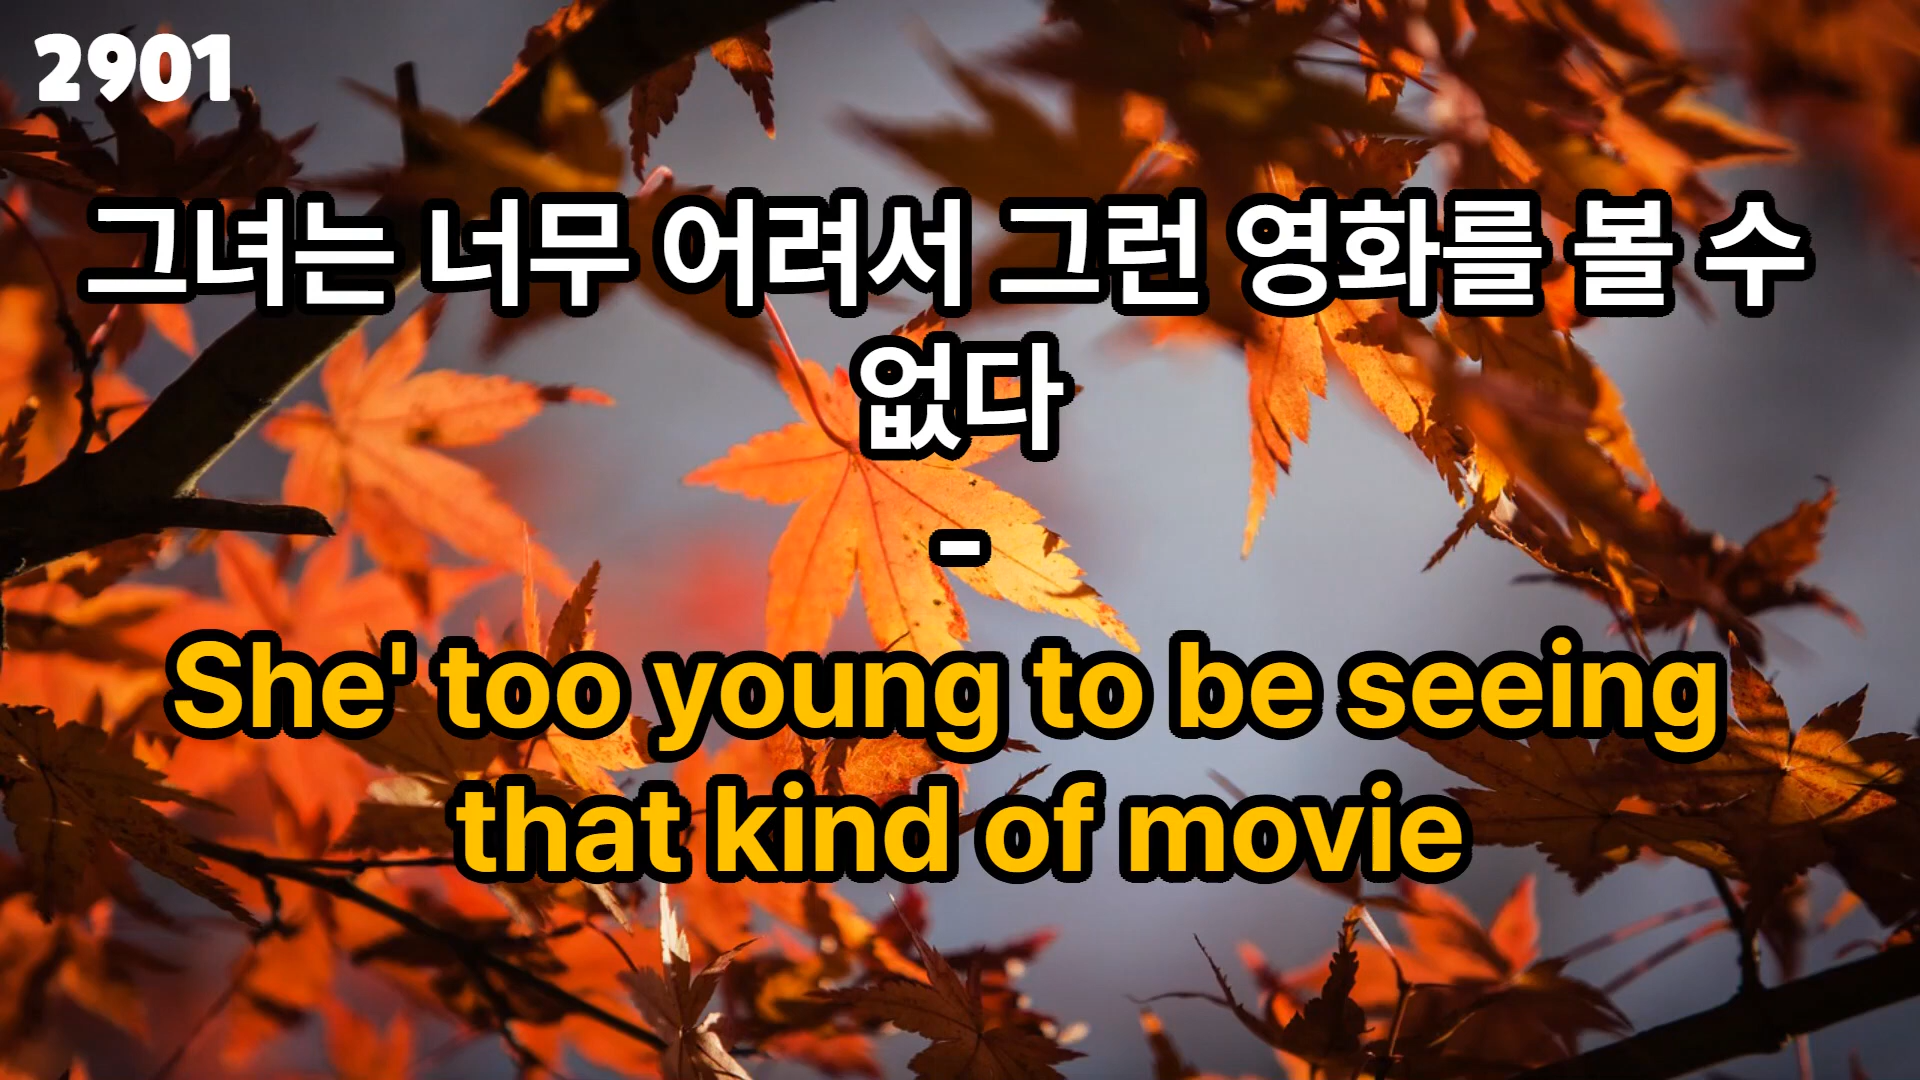 2901
그녀는 너무 어려서 그런 영화를 볼 수
없다
-
She' too young to be seeing
that kind of movie